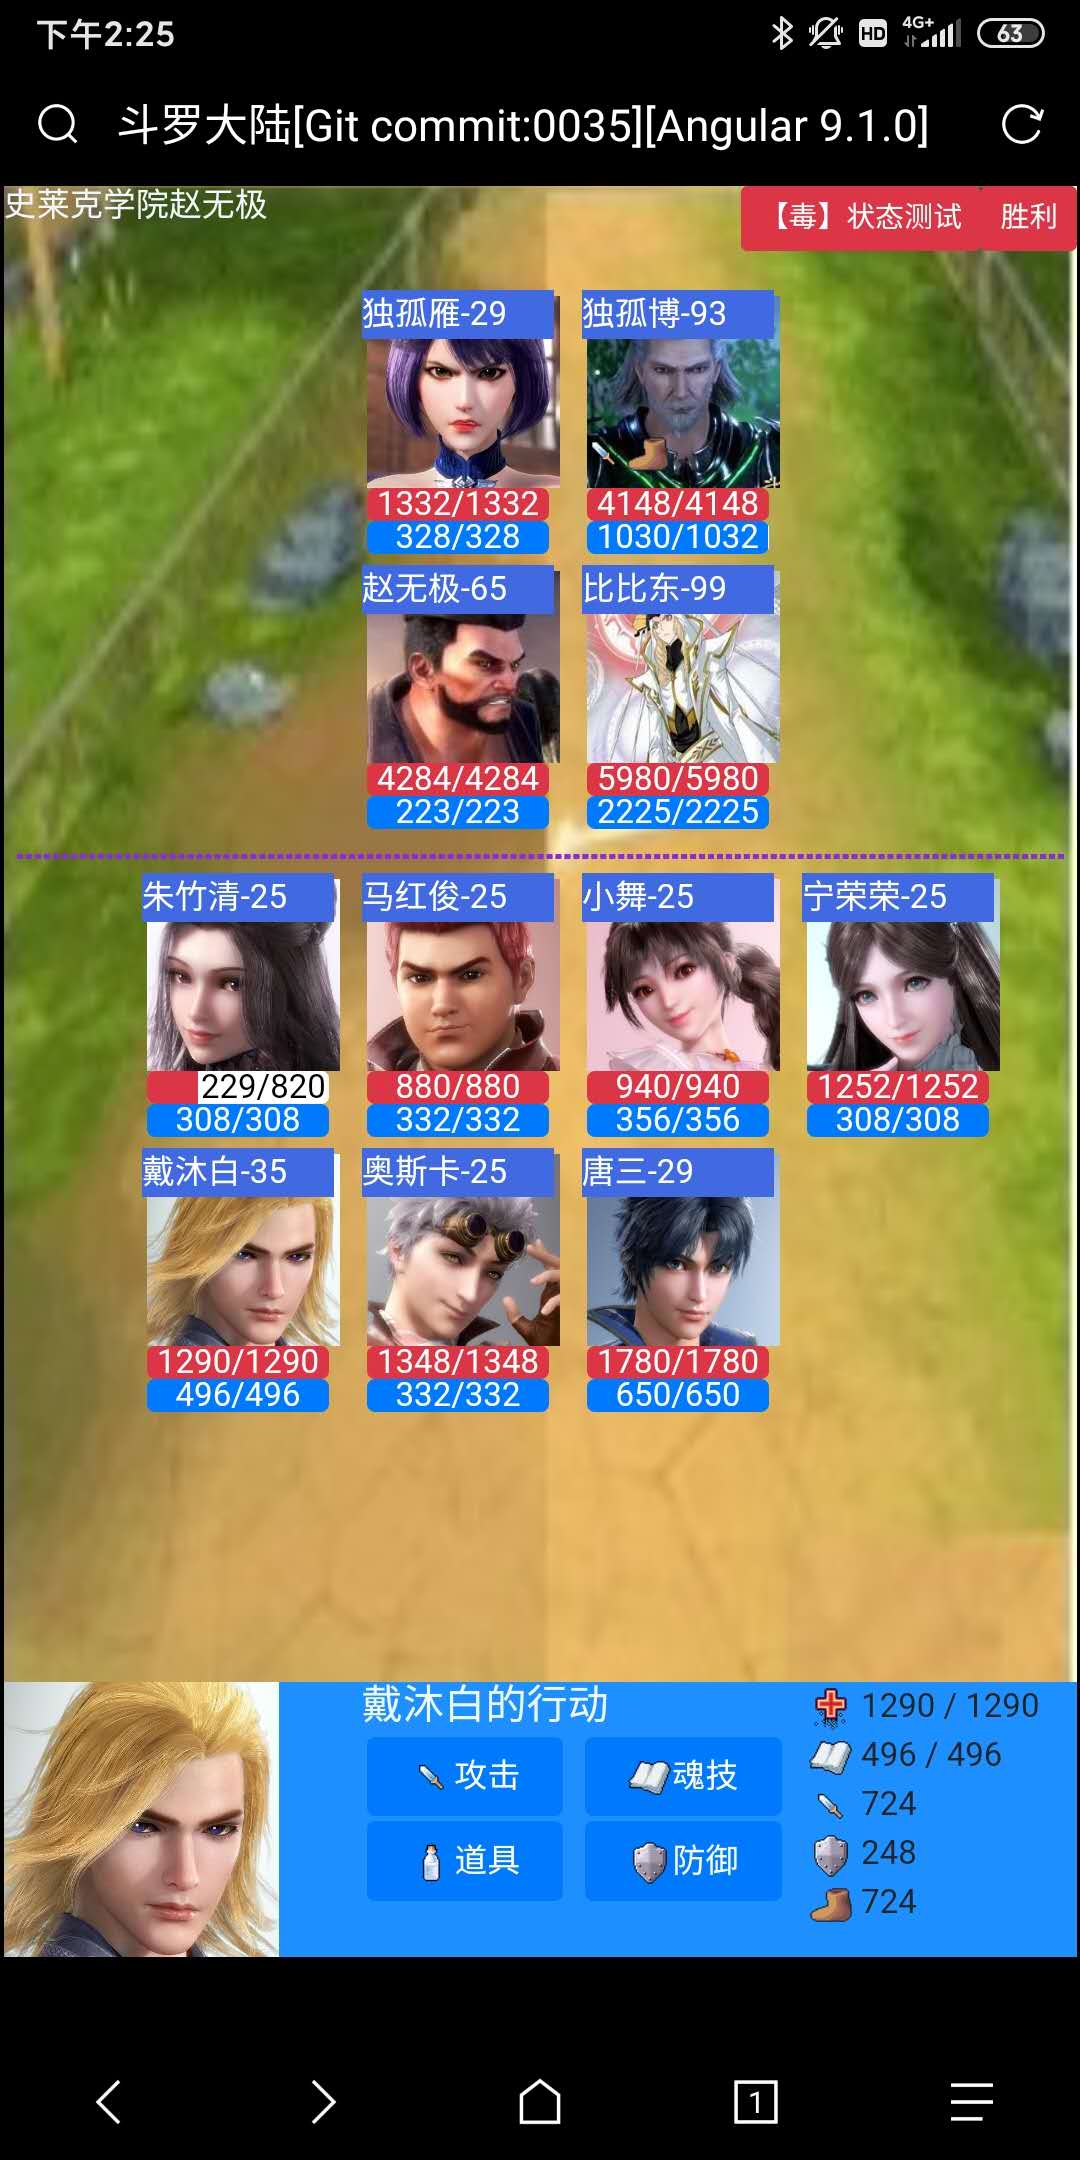 下午2:25
HD 4G+ 63
斗罗大陆[Git commit:0035][Angular 9.1.0]
史莱克学院赵无极
【毒】状态测试 胜利
独孤雁-29 独孤博-93
1332/1332 4148/4148
328/328 1030/1032
赵无极-65 比比东-99
4284/4284 5980/5980
223/223 2225/2225
朱竹清-25 马红俊-25 小舞-25 宁荣荣-25
229/820 880/880 940/940 1252/1252
308/308 332/332 356/356 308/308
戴沐白-35 奥斯卡-25 唐三-29
1290/1290 1348/1348 1780/1780
496/496 332/332 650/650
戴沐白的行动
攻击 魂技
道具 防御
1290 / 1290
496 / 496
724
248
724
1